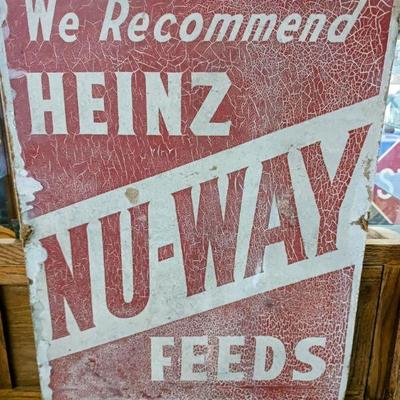 We Recommend
HEINZ
NU-WAY
FEEDS